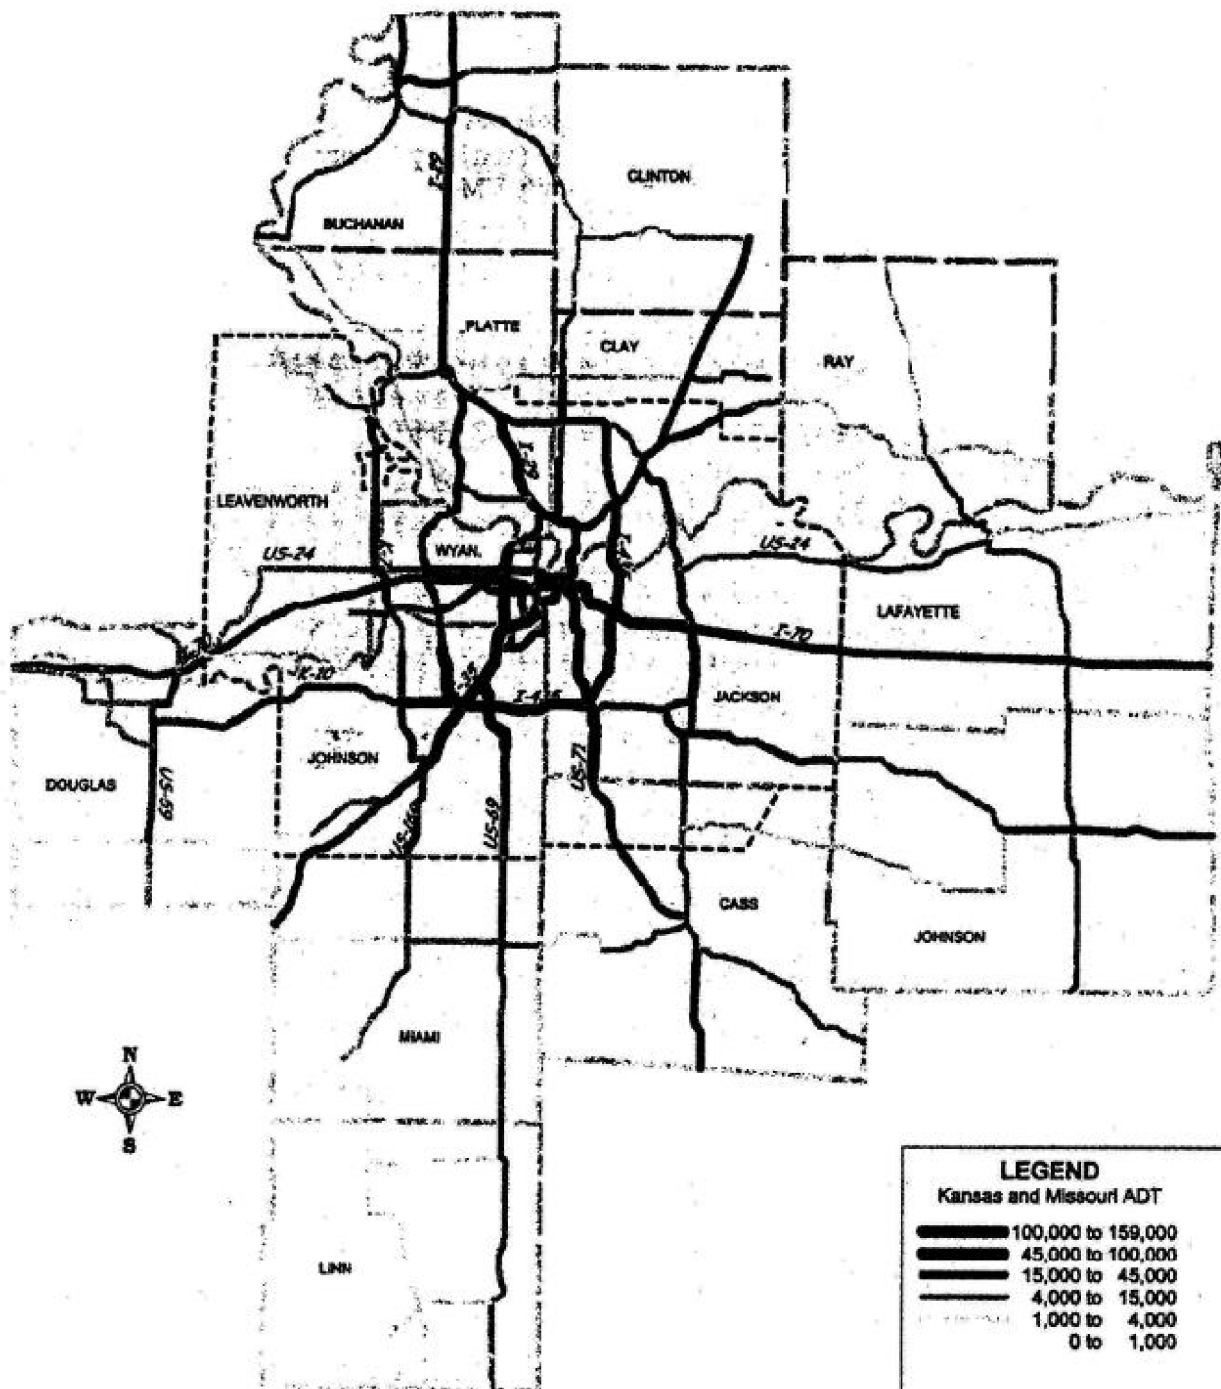 I-29
CLINTON
BUCHANAN
PLATTE
CLAY
RAY
I-29
LEAVENWORTH
US-24
WYAN.
US-24
LAFAYETTE
I-70
K-10
I-35
I-435
JACKSON
JOHNSON
US-71
DOUGLAS
US-59
US-69
CASS
JOHNSON
MIAMI
N
W E
S
LINN
LEGEND
Kansas and Missouri ADT
100,000 to 159,000
45,000 to 100,000
15,000 to 45,000
4,000 to 15,000
1,000 to 4,000
0 to 1,000